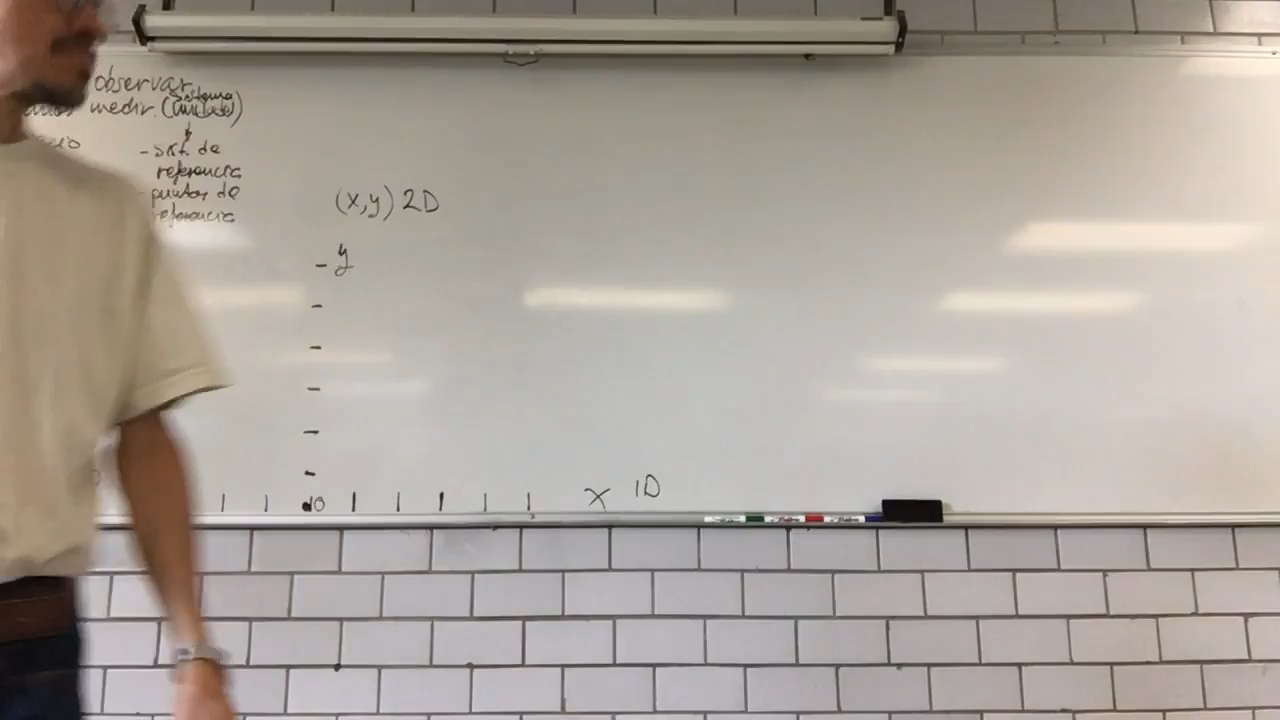 observar
Sistema
medir (unidades)
- Sist. de
referencia
- puntos de
referencia
(x,y) 2D
y
0
x 1D